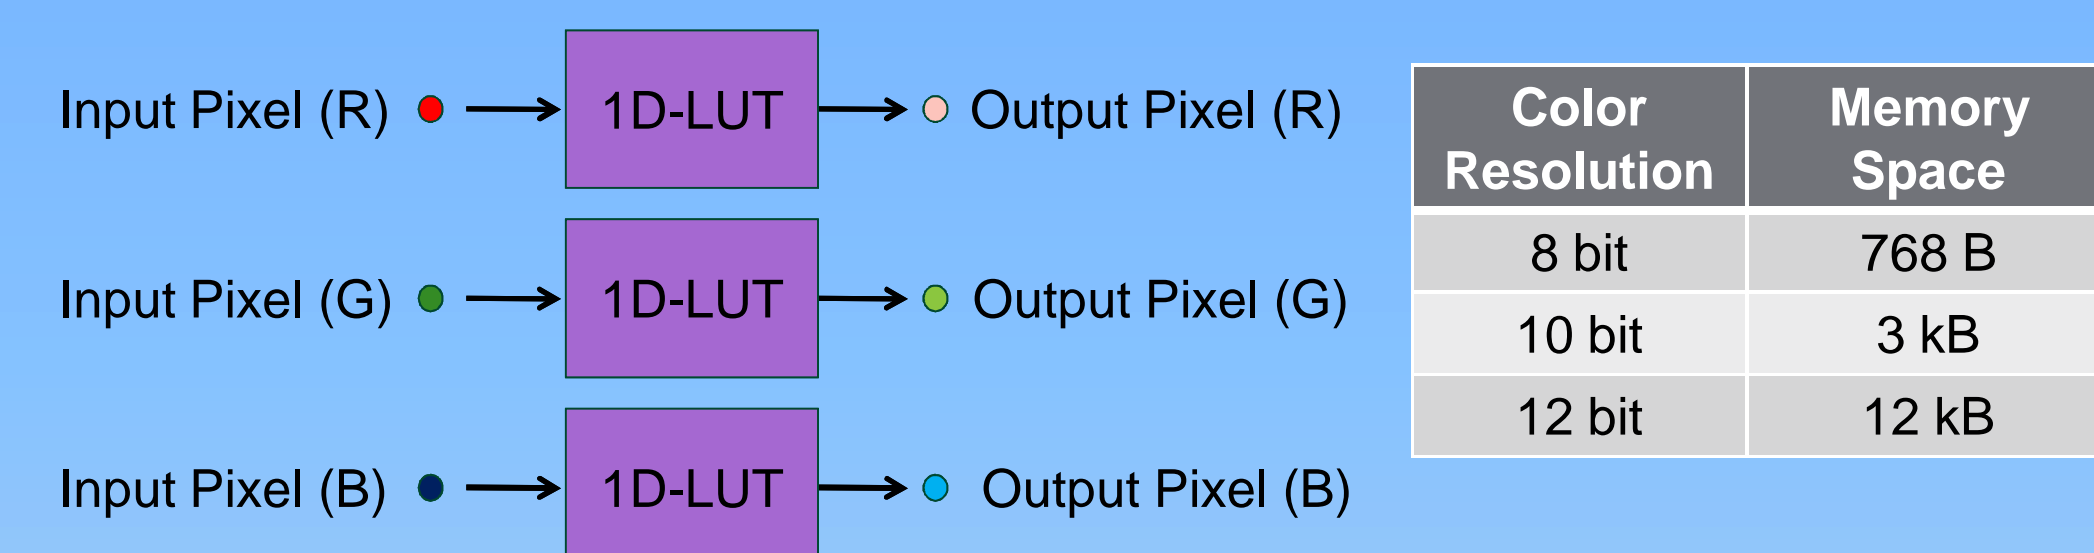 Input Pixel (R) 1D-LUT Output Pixel (R)
Input Pixel (G) 1D-LUT Output Pixel (G)
Input Pixel (B) 1D-LUT Output Pixel (B)
Color Resolution Memory Space
8 bit 768 B
10 bit 3 kB
12 bit 12 kB